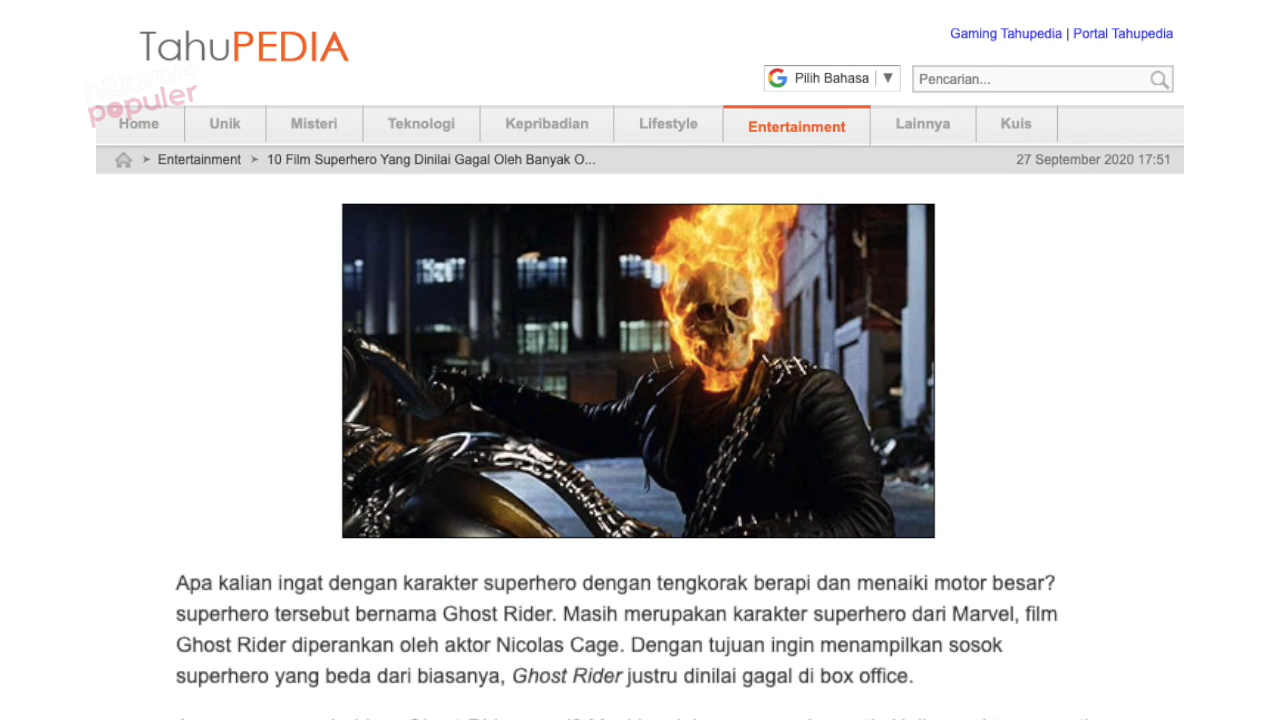 TahuPEDIA
Gaming Tahupedia | Portal Tahupedia
Pilih Bahasa
Pencarian...
hiburan
populer
Home Unik Misteri Teknologi Kepribadian Lifestyle Entertainment Lainnya Kuis
Entertainment 10 Film Superhero Yang Dinilai Gagal Oleh Banyak O... 27 September 2020 17:51
Apa kalian ingat dengan karakter superhero dengan tengkorak berapi dan menaiki motor besar?
superhero tersebut bernama Ghost Rider. Masih merupakan karakter superhero dari Marvel, film
Ghost Rider diperankan oleh aktor Nicolas Cage. Dengan tujuan ingin menampilkan sosok
superhero yang beda dari biasanya, Ghost Rider justru dinilai gagal di box office.